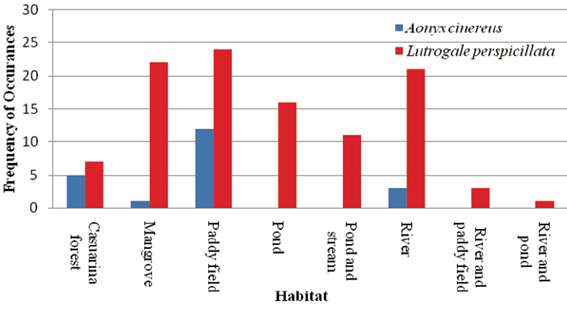 Frequency of Occurances
30
25
20
15
10
5
0
Aonyx cinereus
Lutrogale perspicillata
Casuarina
forest
Mangrove
Paddy field
Pond
Pond and
stream
River
River and
paddy field
River and
pond
Habitat